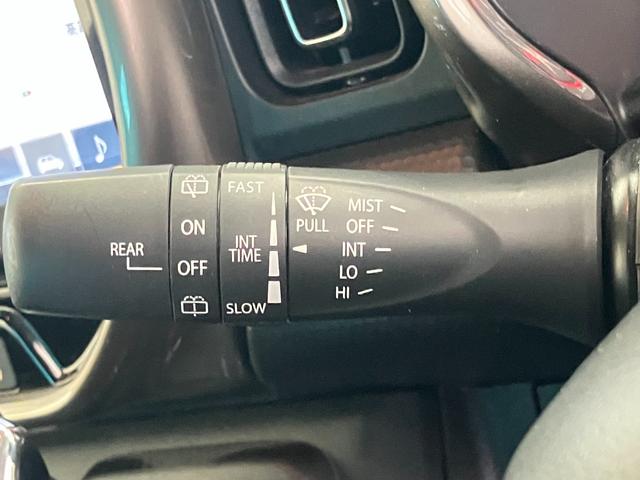 FAST
MIST
OFF
PULL
ON
INT
TIME
INT
REAR
OFF
LO
HI
SLOW